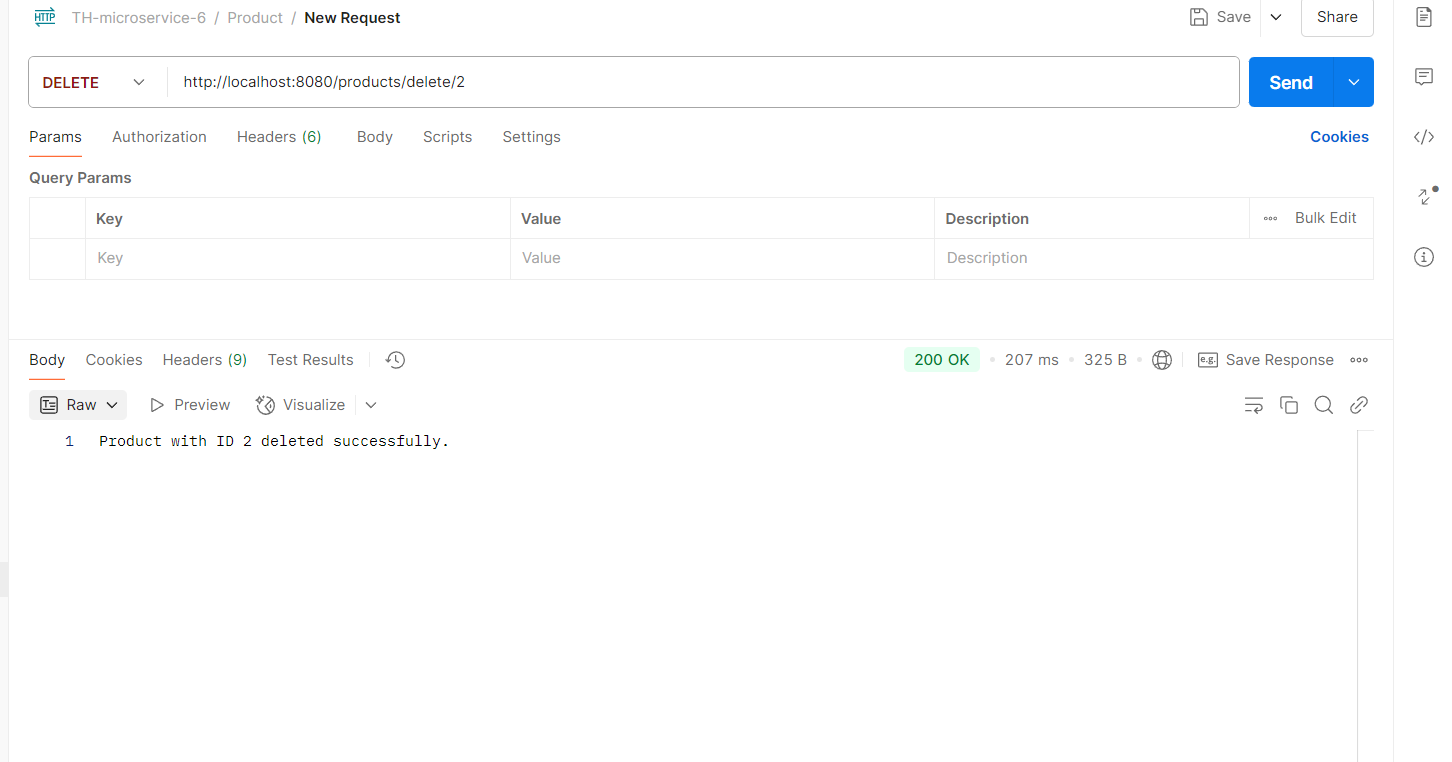 HTTP TH-microservice-6 / Product / New Request Save Share
DELETE http://localhost:8080/products/delete/2 Send
Params Authorization Headers (6) Body Scripts Settings Cookies
Query Params
Key Value Description Bulk Edit
Key Value Description
Body Cookies Headers (9) Test Results 200 OK 207 ms 325 B e.g. Save Response
Raw Preview Visualize
1 Product with ID 2 deleted successfully.